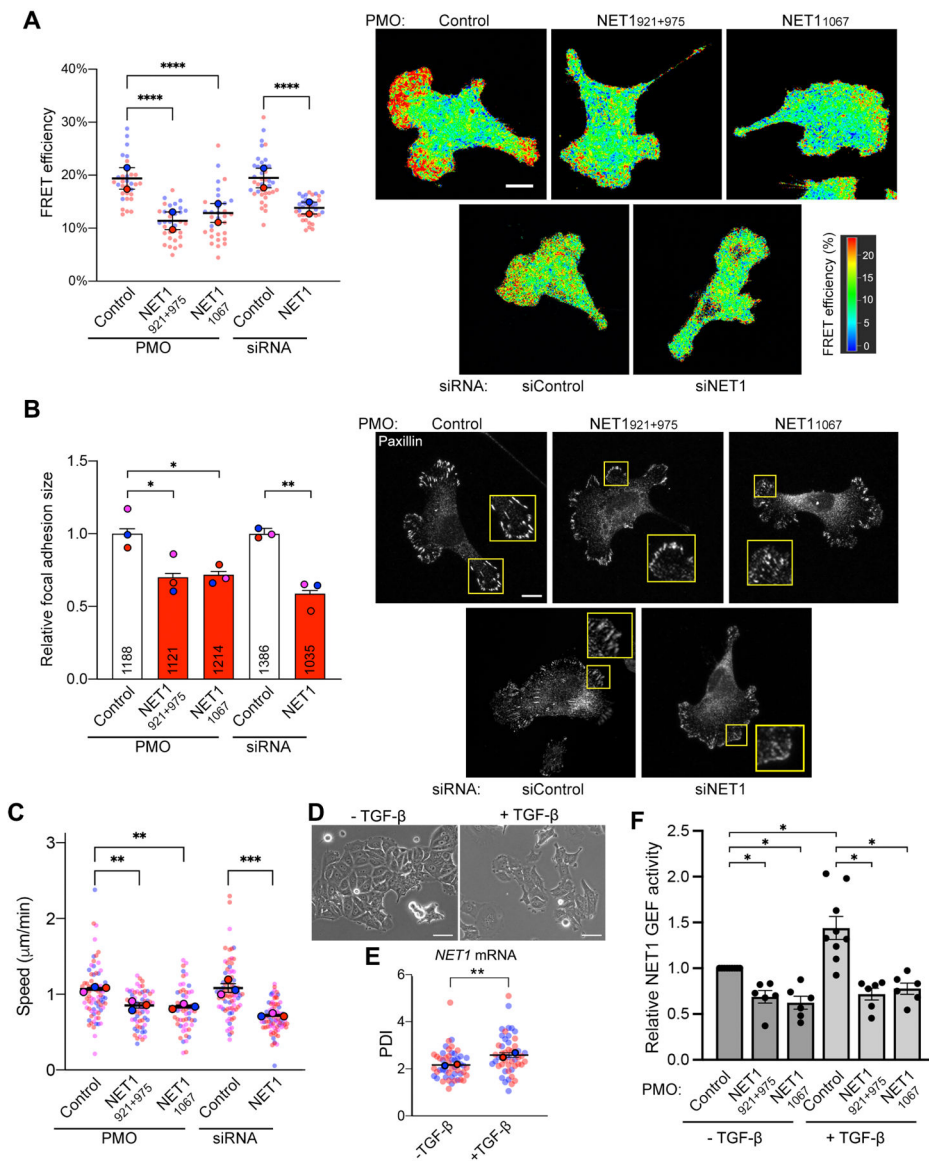 A
FRET efficiency
40%
30%
20%
10%
0%
**** 
****
****
Control
NET1
921+975
NET1
1067
Control
NET1
PMO
siRNA
PMO: Control NET1921+975 NET11067
siRNA: siControl siNET1
FRET efficiency (%)
20
15
10
5
0
B
Relative focal adhesion size
1.5
1.0
0.5
0.0
*
*
**
1188
1121
1214
1386
1035
Control
NET1
921+975
NET1
1067
Control
NET1
PMO
siRNA
PMO: Control NET1921+975 NET11067
Paxillin
siRNA: siControl siNET1
C
Speed (μm/min)
3
2
1
0
**
**
***
Control
NET1
921+975
NET1
1067
Control
NET1
PMO
siRNA
D
- TGF-β + TGF-β
E
NET1 mRNA
PDI
6
4
2
0
**
-TGF-β
+TGF-β
F
Relative NET1 GEF activity
2.5
2.0
1.5
1.0
0.5
0.0
*
*
*
*
*
PMO:
Control
NET1
921+975
NET1
1067
Control
NET1
921+975
NET1
1067
- TGF-β
+ TGF-β